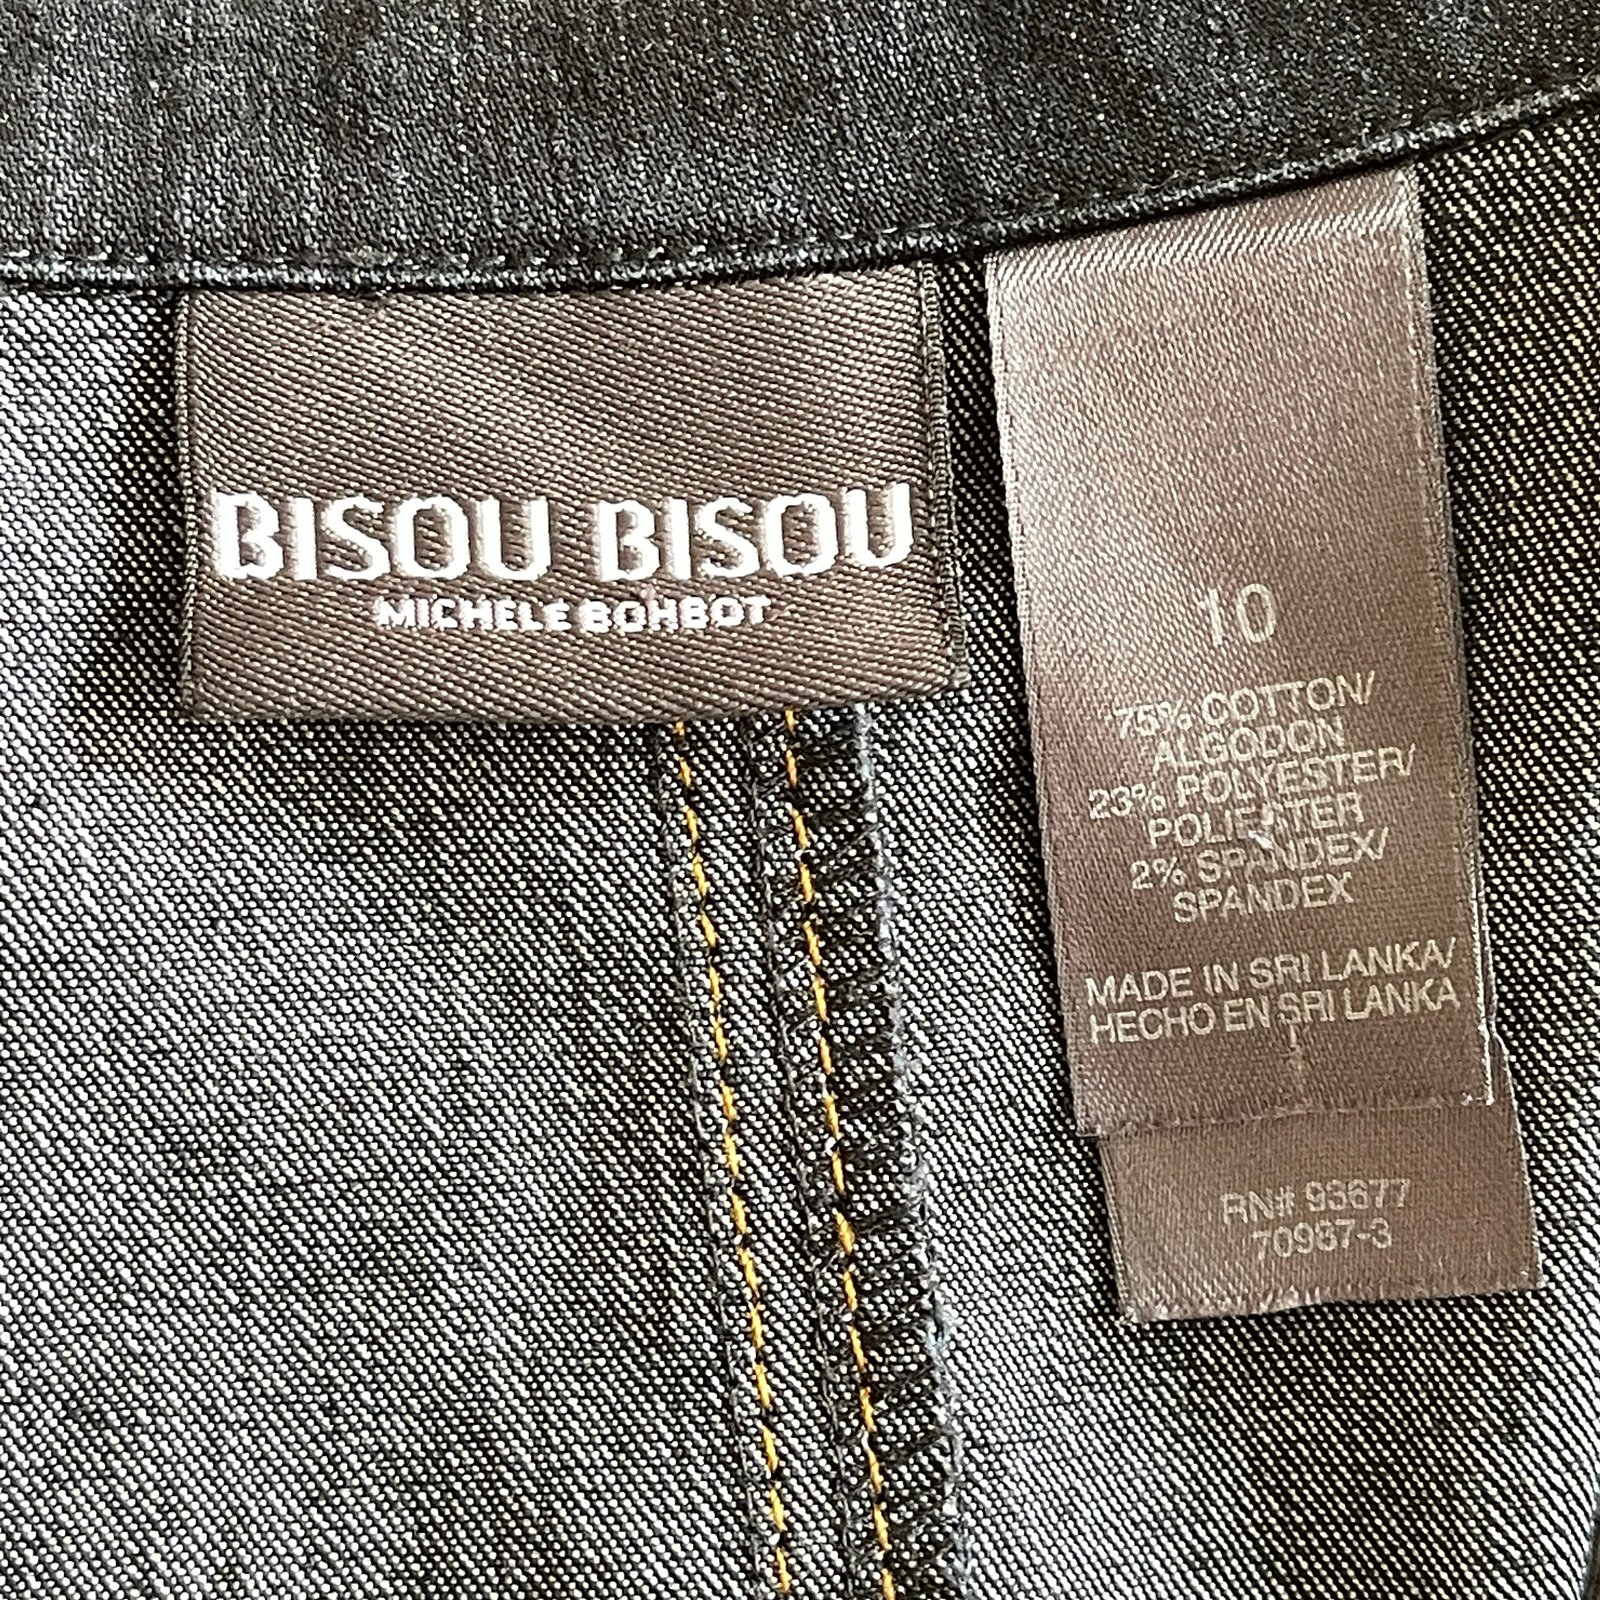 BISOU BISOU
MICHELE BOHBOT
10
75% COTTON/
ALGODON
23% POLYESTER/
POLIESTER
2% SPANDEX/
SPANDEX
MADE IN SRI LANKA/
HECHO EN SRI LANKA
RN# 93677
70967-3